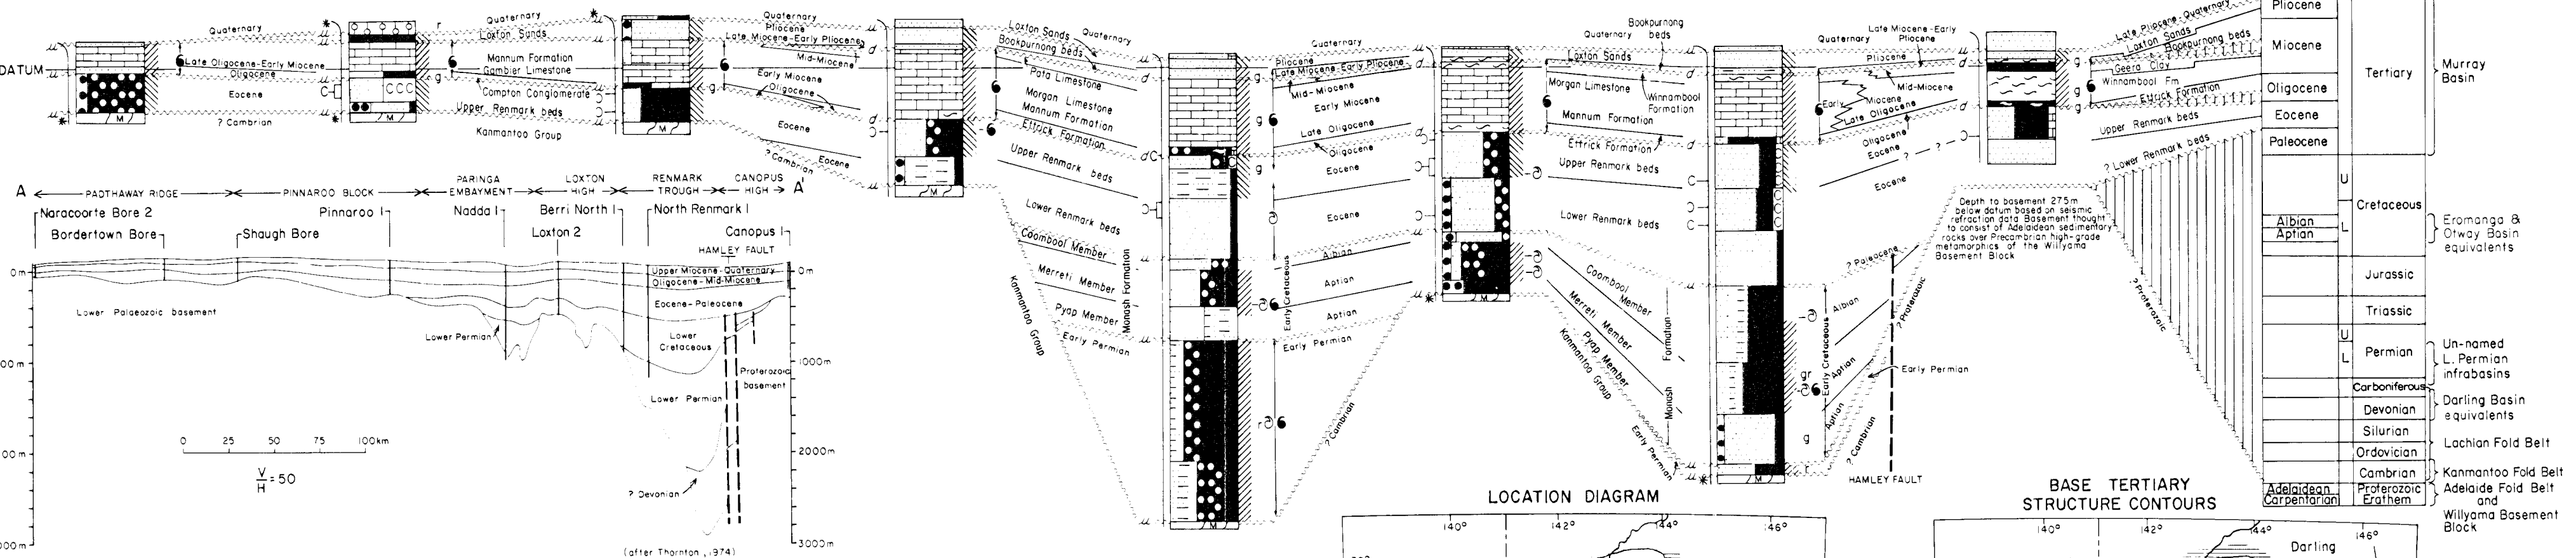 DATUM
Quaternary
Late Oligocene-Early Miocene
Oligocene
Eocene
? Cambrian
Quaternary
Loxton Sands
Mannum Formation
Gambier Limestone
Compton Conglomerate
Upper Renmark beds
Kanmantoo Group
Quaternary
Pliocene
Late Miocene-Early Pliocene
Mid-Miocene
Early Miocene
Oligocene
Eocene
Eocene
? Cambrian
Quaternary
Loxton Sands
Bookpurnong beds
Pata Limestone
Morgan Limestone
Mannum Formation
Ettrick Formation
Upper Renmark beds
Lower Renmark beds
Coombool Member
Merreti Member
Pyap Member
Early Permian
Kanmantoo Group
Monash Formation
Quaternary
Pliocene
Late Miocene-Early Pliocene
Mid-Miocene
Early Miocene
Late Oligocene
Oligocene
Eocene
Eocene
Albian
Aptian
Aptian
Early Cretaceous
Early Permian
? Cambrian
Bookpurnong
beds
Quaternary
Loxton Sands
Morgan Limestone
Winnambool
Formation
Mannum Formation
Ettrick Formation
Upper Renmark beds
Lower Renmark beds
Coombool Member
Merreti Member
Pyap Member
Kanmantoo Group
Early Permian
Monash Formation
Late Miocene-Early
Pliocene
Quaternary
Pliocene
Mid-Miocene
Early Miocene
Late Oligocene
Oligocene
Eocene
Eocene
? Paleocene
Albian
Aptian
Aptian
Early Cretaceous
Early Permian
? Cambrian
? Proterozoic
HAMLEY FAULT
Late Pliocene-Quaternary
Loxton Sands
Bookpurnong beds
Geera Clay
Winnambool Fm
Ettrick Formation
Upper Renmark beds
? Lower Renmark beds
? Proterozoic
Depth to basement 275m
below datum based on seismic
refraction data Basement thought
to consist of Adelaidean sedimentary
rocks over Precambrian high-grade
metamorphics of the Willyama
Basement Block
Pliocene
Miocene
Oligocene
Eocene
Paleocene
Tertiary
Murray
Basin
U
L
Cretaceous
Albian
Aptian
Eromanga &
Otway Basin
equivalents
Jurassic
Triassic
U
L
Permian
Un-named
L. Permian
infrabasins
Carboniferous
Devonian
Darling Basin
equivalents
Silurian
Ordovician
Lachlan Fold Belt
Cambrian
Kanmantoo Fold Belt
Adelaidean
Carpentarian
Proterozoic
Erathem
Adelaide Fold Belt
and
Willyama Basement
Block
A
PADTHAWAY RIDGE
PINNAROO BLOCK
PARINGA
EMBAYMENT
LOXTON
HIGH
RENMARK
TROUGH
CANOPUS
HIGH
A'
Naracoorte Bore 2
Pinnaroo 1
Nadda 1
Berri North 1
North Renmark 1
Bordertown Bore
Shaugh Bore
Loxton 2
Canopus 1
HAMLEY FAULT
0m
0m
Upper Miocene-Quaternary
Oligocene-Mid-Miocene
Eocene-Paleocene
Lower Palaeozoic basement
Lower Permian
Lower
Cretaceous
1000m
Proterozoic
basement
Lower Permian
0 25 50 75 100km
2000m
V
H
=50
? Devonian
3000m
(after Thornton, 1974)
LOCATION DIAGRAM
140° 142° 144° 146°
BASE TERTIARY
STRUCTURE CONTOURS
140° 142° 144° 146°
Darling